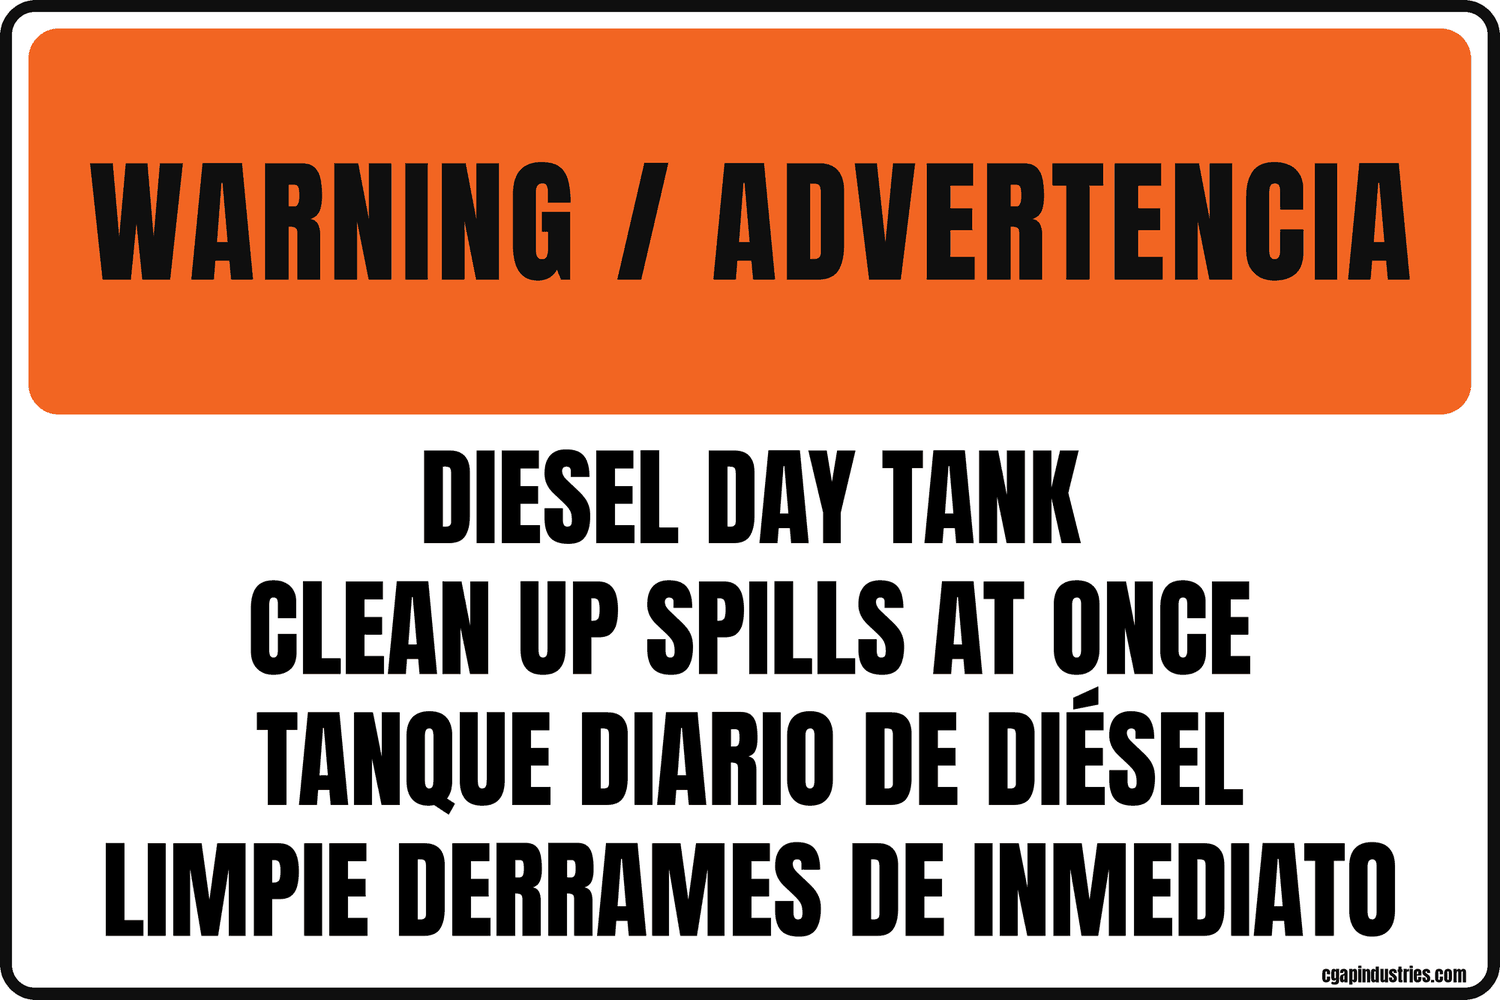 WARNING / ADVERTENCIA
DIESEL DAY TANK
CLEAN UP SPILLS AT ONCE
TANQUE DIARIO DE DIÉSEL
LIMPIE DERRAMES DE INMEDIATO
cgapindustries.com